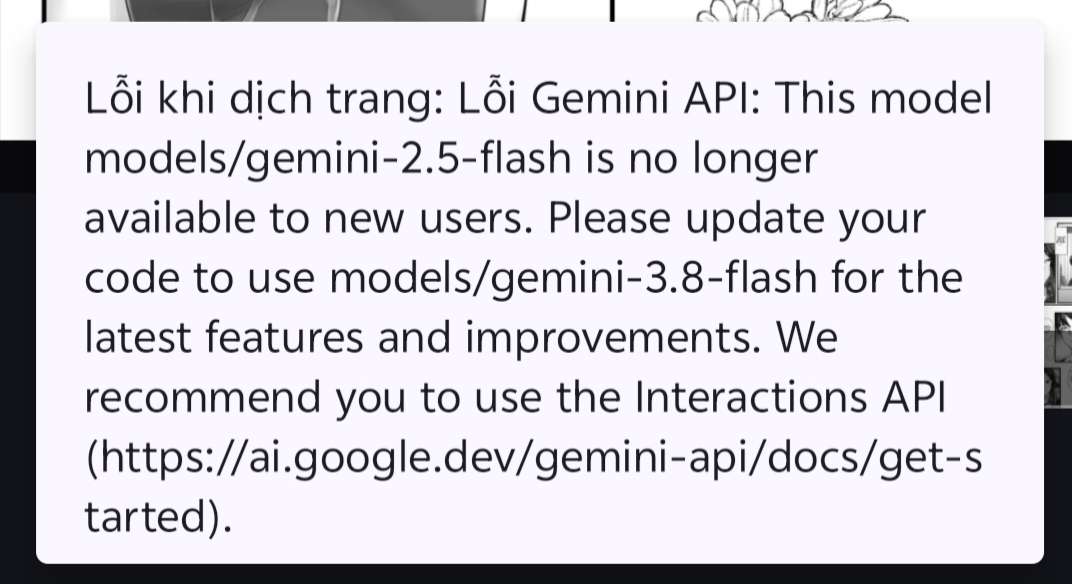 Lỗi khi dịch trang: Lỗi Gemini API: This model
models/gemini-2.5-flash is no longer
available to new users. Please update your
code to use models/gemini-3.8-flash for the
latest features and improvements. We
recommend you to use the Interactions API
(https://ai.google.dev/gemini-api/docs/get-s
tarted).